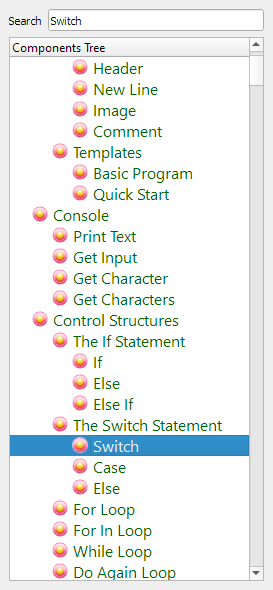 Search Switch
Components Tree
Header
New Line
Image
Comment
Templates
Basic Program
Quick Start
Console
Print Text
Get Input
Get Character
Get Characters
Control Structures
The If Statement
If
Else
Else If
The Switch Statement
Switch
Case
Else
For Loop
For In Loop
While Loop
Do Again Loop